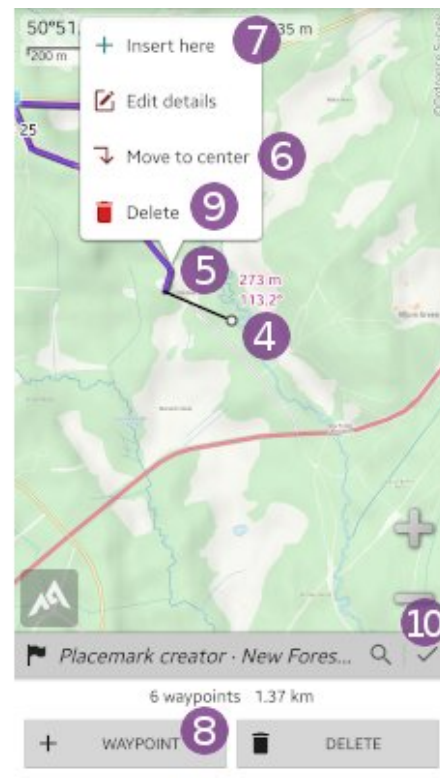 50°51.
35 m
200 m
7
+ Insert here
Edit details
Move to center 6
Delete 9
25
5
273 m
113.2°
4
10
Placemark creator · New Fores...
6 waypoints 1.37 km
+ WAYPOINT 8
DELETE